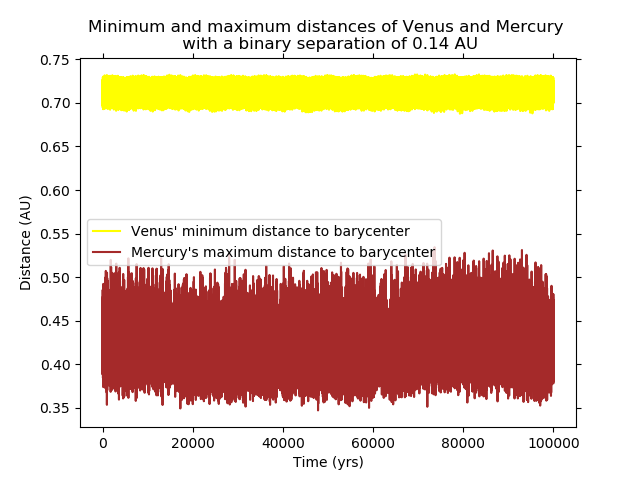 Minimum and maximum distances of Venus and Mercury
with a binary separation of 0.14 AU
0.75
0.70
0.65
0.60
0.55
0.50
0.45
0.40
0.35
Distance (AU)
Venus' minimum distance to barycenter
Mercury's maximum distance to barycenter
0
20000
40000
60000
80000
100000
Time (yrs)